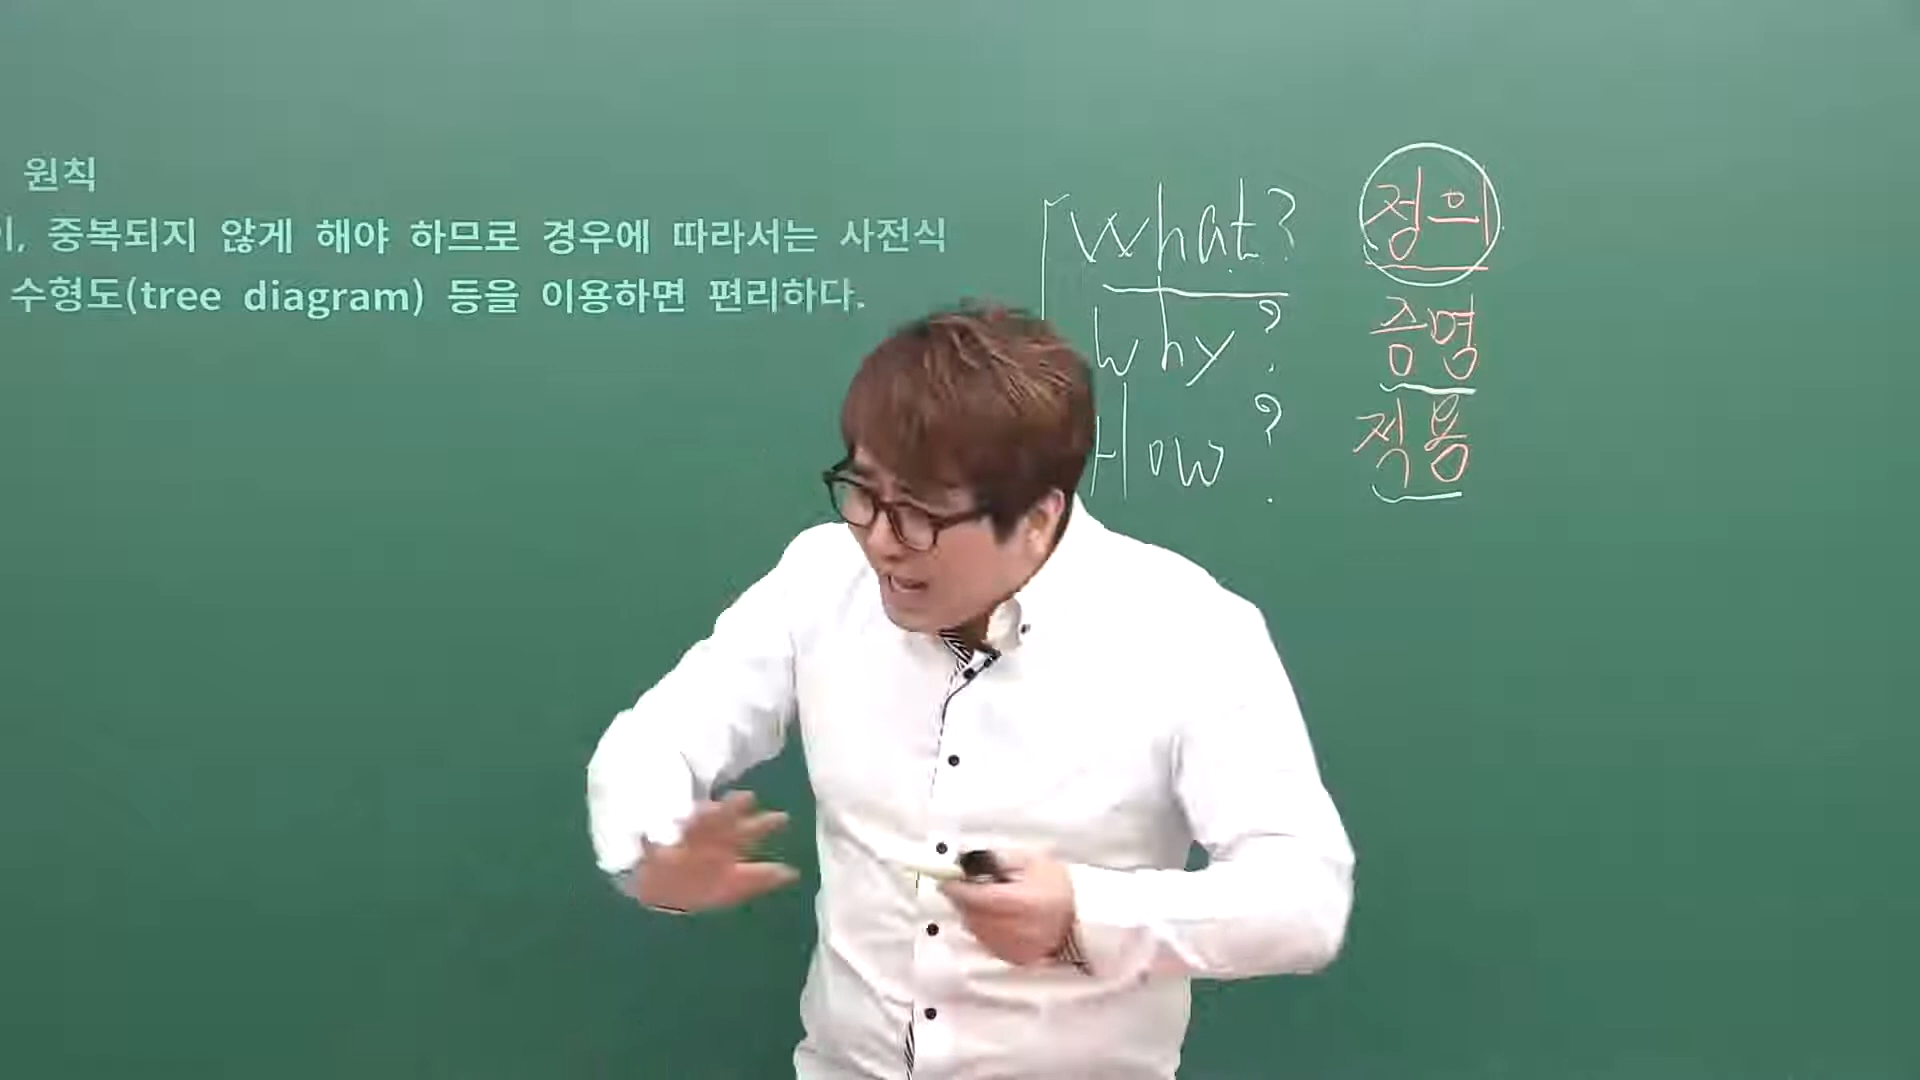 원칙
이, 중복되지 않게 해야 하므로 경우에 따라서는 사전식
수형도(tree diagram) 등을 이용하면 편리하다.
What? 정의
Why? 증명
How? 적용